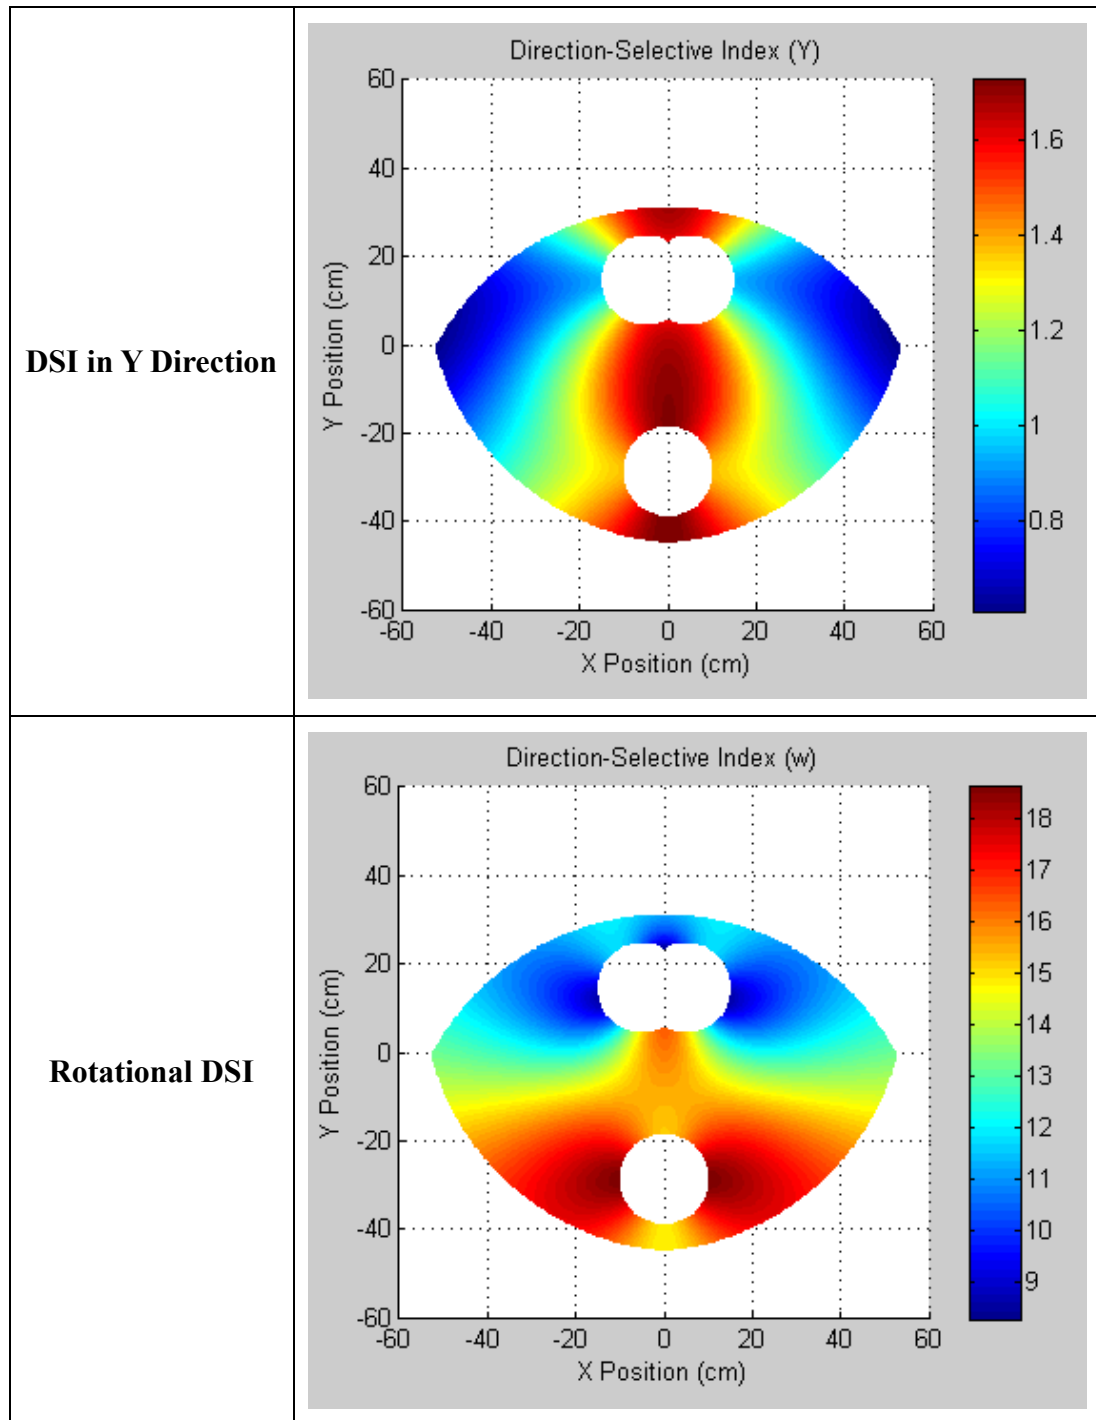 DSI in Y Direction
Direction-Selective Index (Y)
60
40
20
0
-20
-40
-60
Y Position (cm)
-60 -40 -20 0 20 40 60
X Position (cm)
1.6
1.4
1.2
1
0.8
Rotational DSI
Direction-Selective Index (w)
60
40
20
0
-20
-40
-60
Y Position (cm)
-60 -40 -20 0 20 40 60
X Position (cm)
18
17
16
15
14
13
12
11
10
9